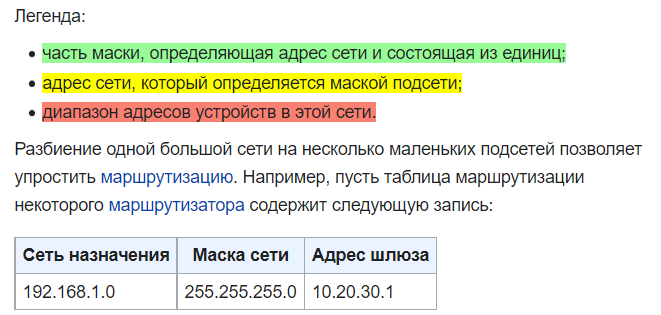 Легенда:
часть маски, определяющая адрес сети и состоящая из единиц;
адрес сети, который определяется маской подсети;
диапазон адресов устройств в этой сети.
Разбиение одной большой сети на несколько маленьких подсетей позволяет
упростить маршрутизацию. Например, пусть таблица маршрутизации
некоторого маршрутизатора содержит следующую запись:
Сеть назначения Маска сети Адрес шлюза
192.168.1.0 255.255.255.0 10.20.30.1